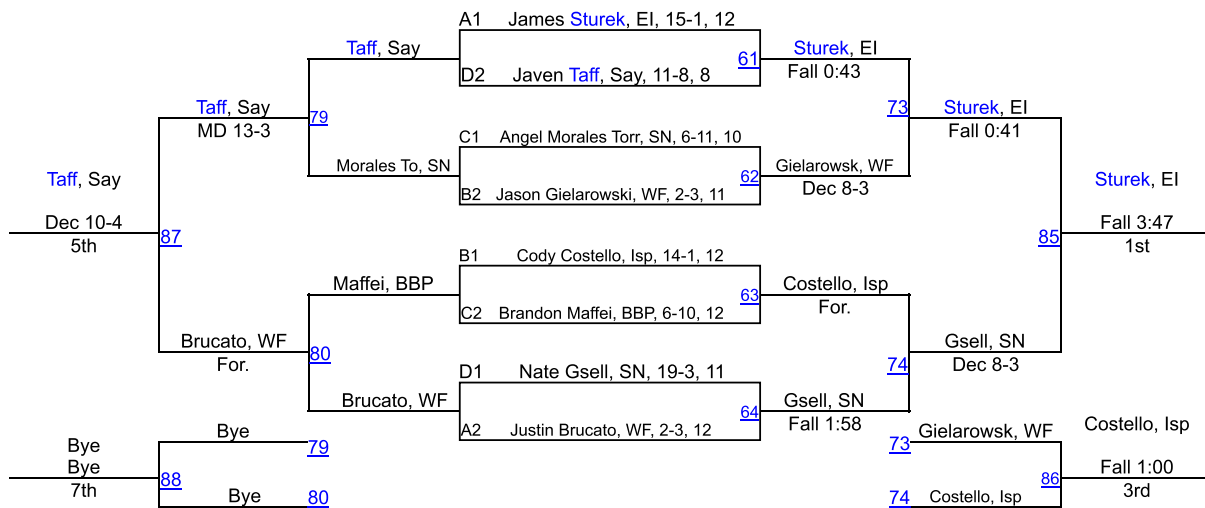 A1 James Sturek, EI, 15-1, 12
Taff, Say
61
Sturek, EI
Fall 0:43
D2 Javen Taff, Say, 11-8, 8
Taff, Say
MD 13-3
79
73
Sturek, EI
Fall 0:41
C1 Angel Morales Torr, SN, 6-11, 10
Morales To, SN
62
Gielarowsk, WF
Dec 8-3
B2 Jason Gielarowski, WF, 2-3, 11
Taff, Say
Dec 10-4
5th
87
85
Sturek, EI
Fall 3:47
1st
B1 Cody Costello, Isp, 14-1, 12
Maffei, BBP
63
Costello, Isp
For.
C2 Brandon Maffei, BBP, 6-10, 12
Brucato, WF
For.
80
74
Gsell, SN
Dec 8-3
D1 Nate Gsell, SN, 19-3, 11
Brucato, WF
64
Gsell, SN
Fall 1:58
A2 Justin Brucato, WF, 2-3, 12
Bye
79
Bye
Bye
7th
88
Bye
80
73
Gielarowsk, WF
Costello, Isp
86
Fall 1:00
3rd
74
Costello, Isp